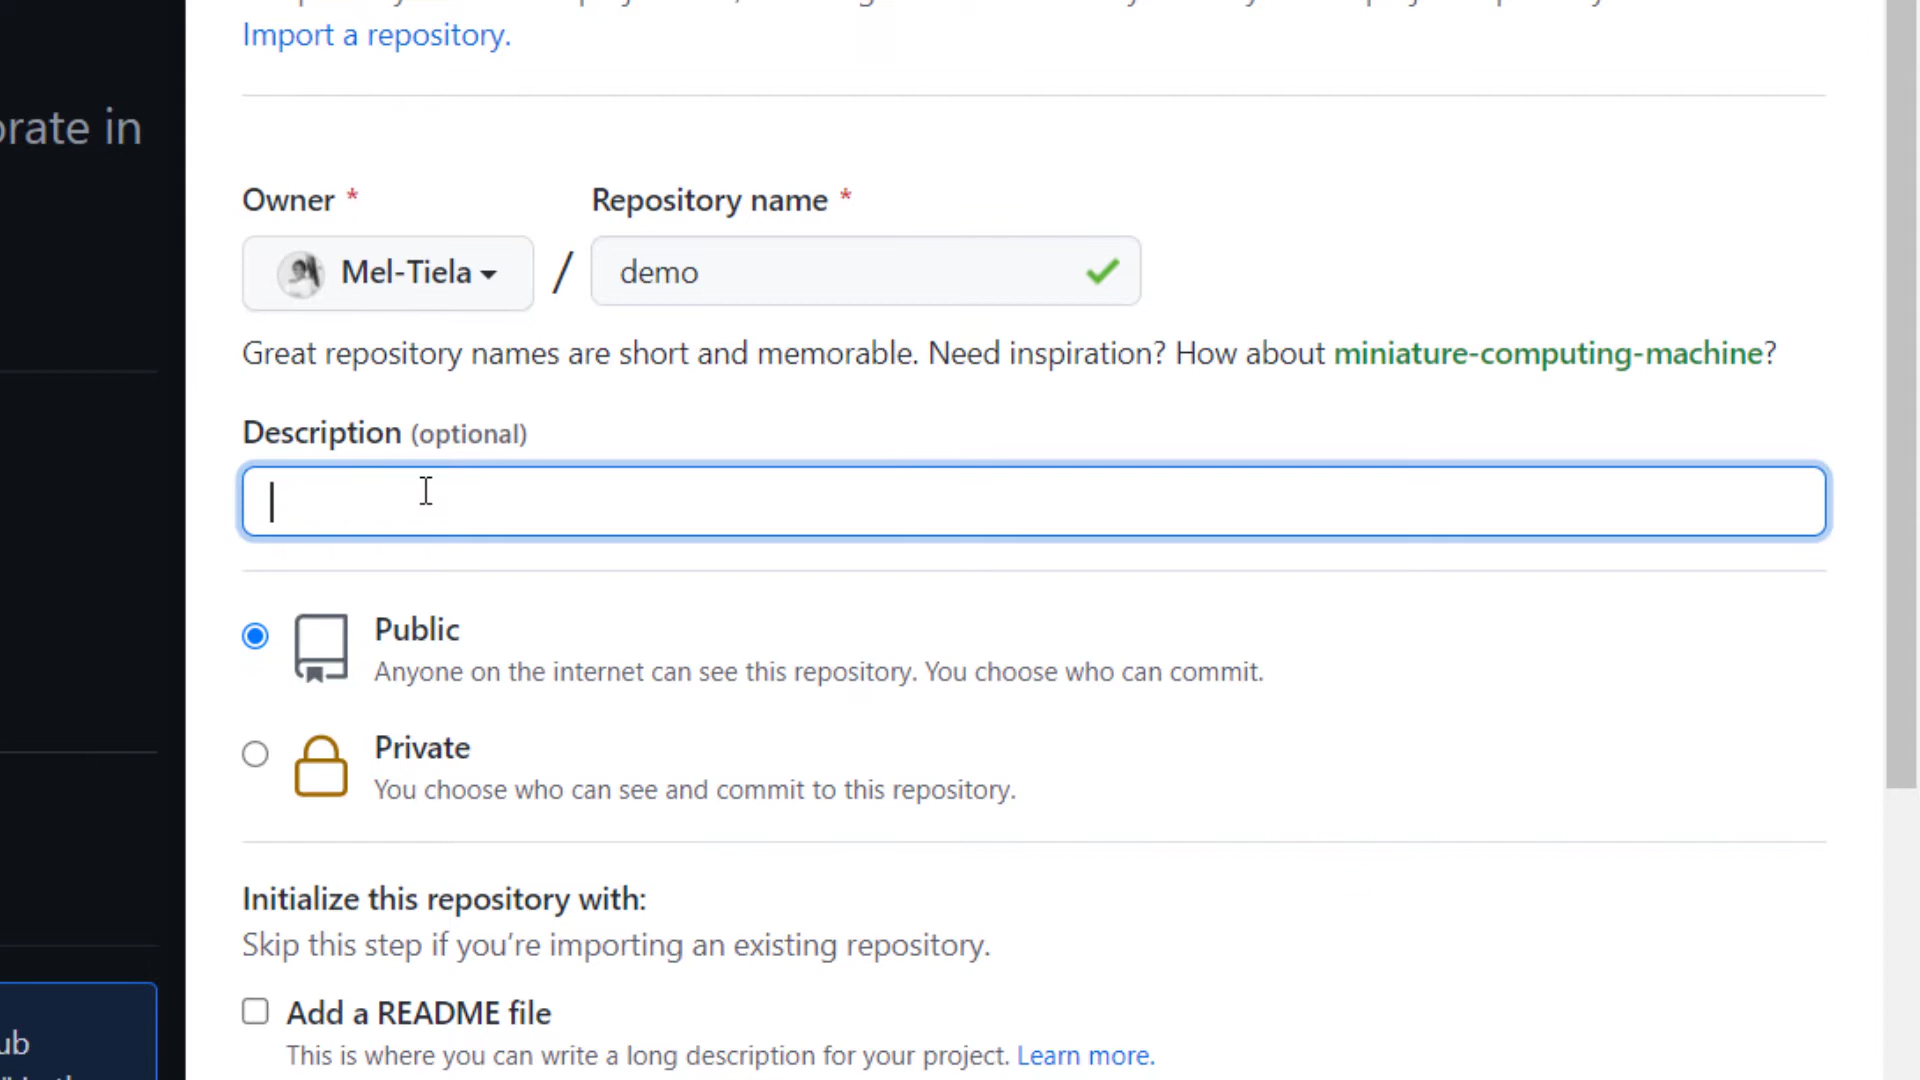 Import a repository.
orate in
Owner *
Repository name *
Mel-Tiela / demo
Great repository names are short and memorable. Need inspiration? How about miniature-computing-machine?
Description (optional)
Public
Anyone on the internet can see this repository. You choose who can commit.
Private
You choose who can see and commit to this repository.
Initialize this repository with:
Skip this step if you’re importing an existing repository.
Add a README file
This is where you can write a long description for your project. Learn more.
ub